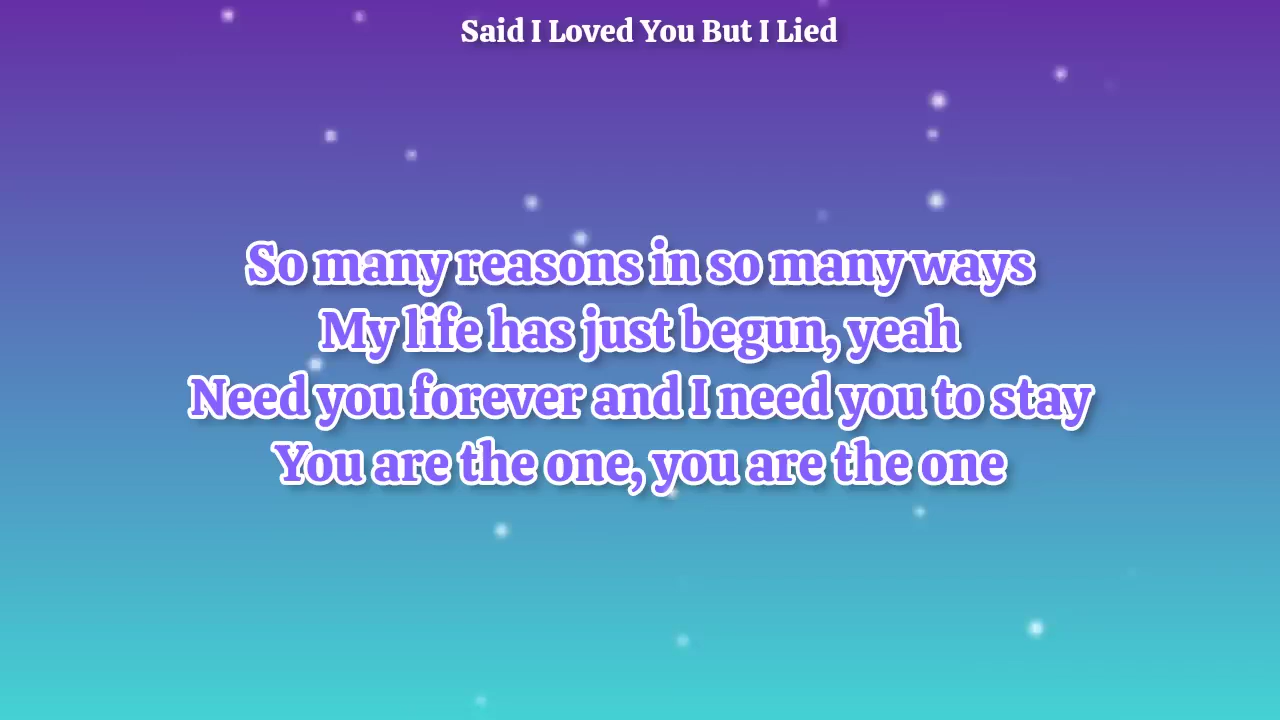 Said I Loved You But I Lied
So many reasons in so many ways
My life has just begun, yeah
Need you forever and I need you to stay
You are the one, you are the one